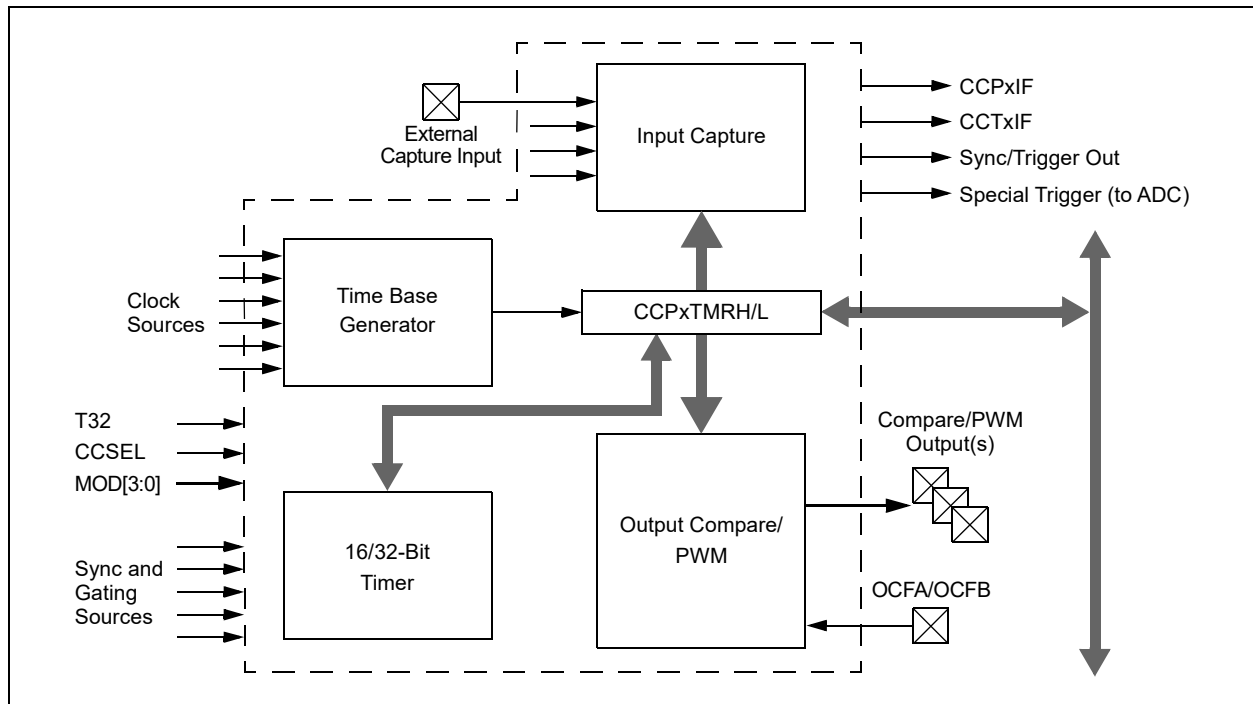 External
Capture Input
Input Capture
CCPxIF
CCTxIF
Sync/Trigger Out
Special Trigger (to ADC)
Clock
Sources
Time Base
Generator
CCPxTMRH/L
T32
CCSEL
MOD[3:0]
Sync and
Gating
Sources
16/32-Bit
Timer
Output Compare/
PWM
Compare/PWM
Output(s)
OCFA/OCFB